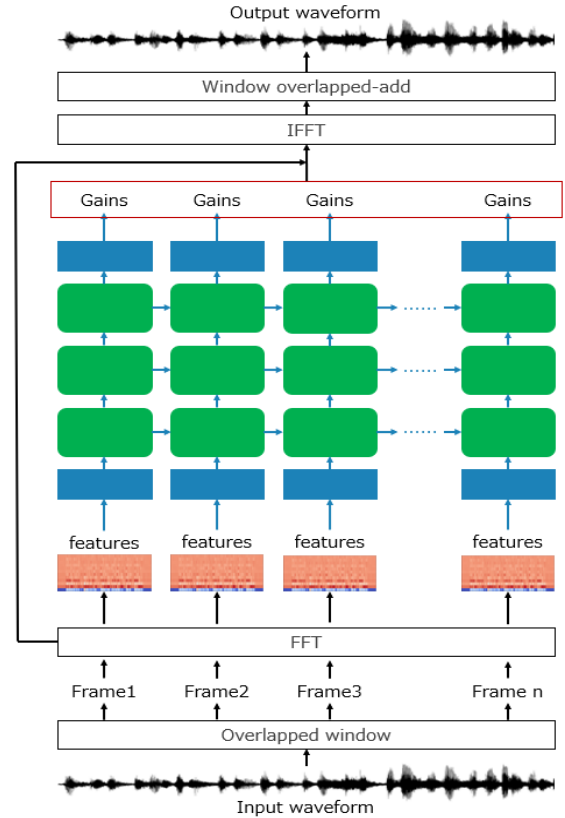 Output waveform
Window overlapped-add
IFFT
Gains Gains Gains Gains
...... 
......
......
features features features features
FFT
Frame1 Frame2 Frame3 Frame n
Overlapped window
Input waveform